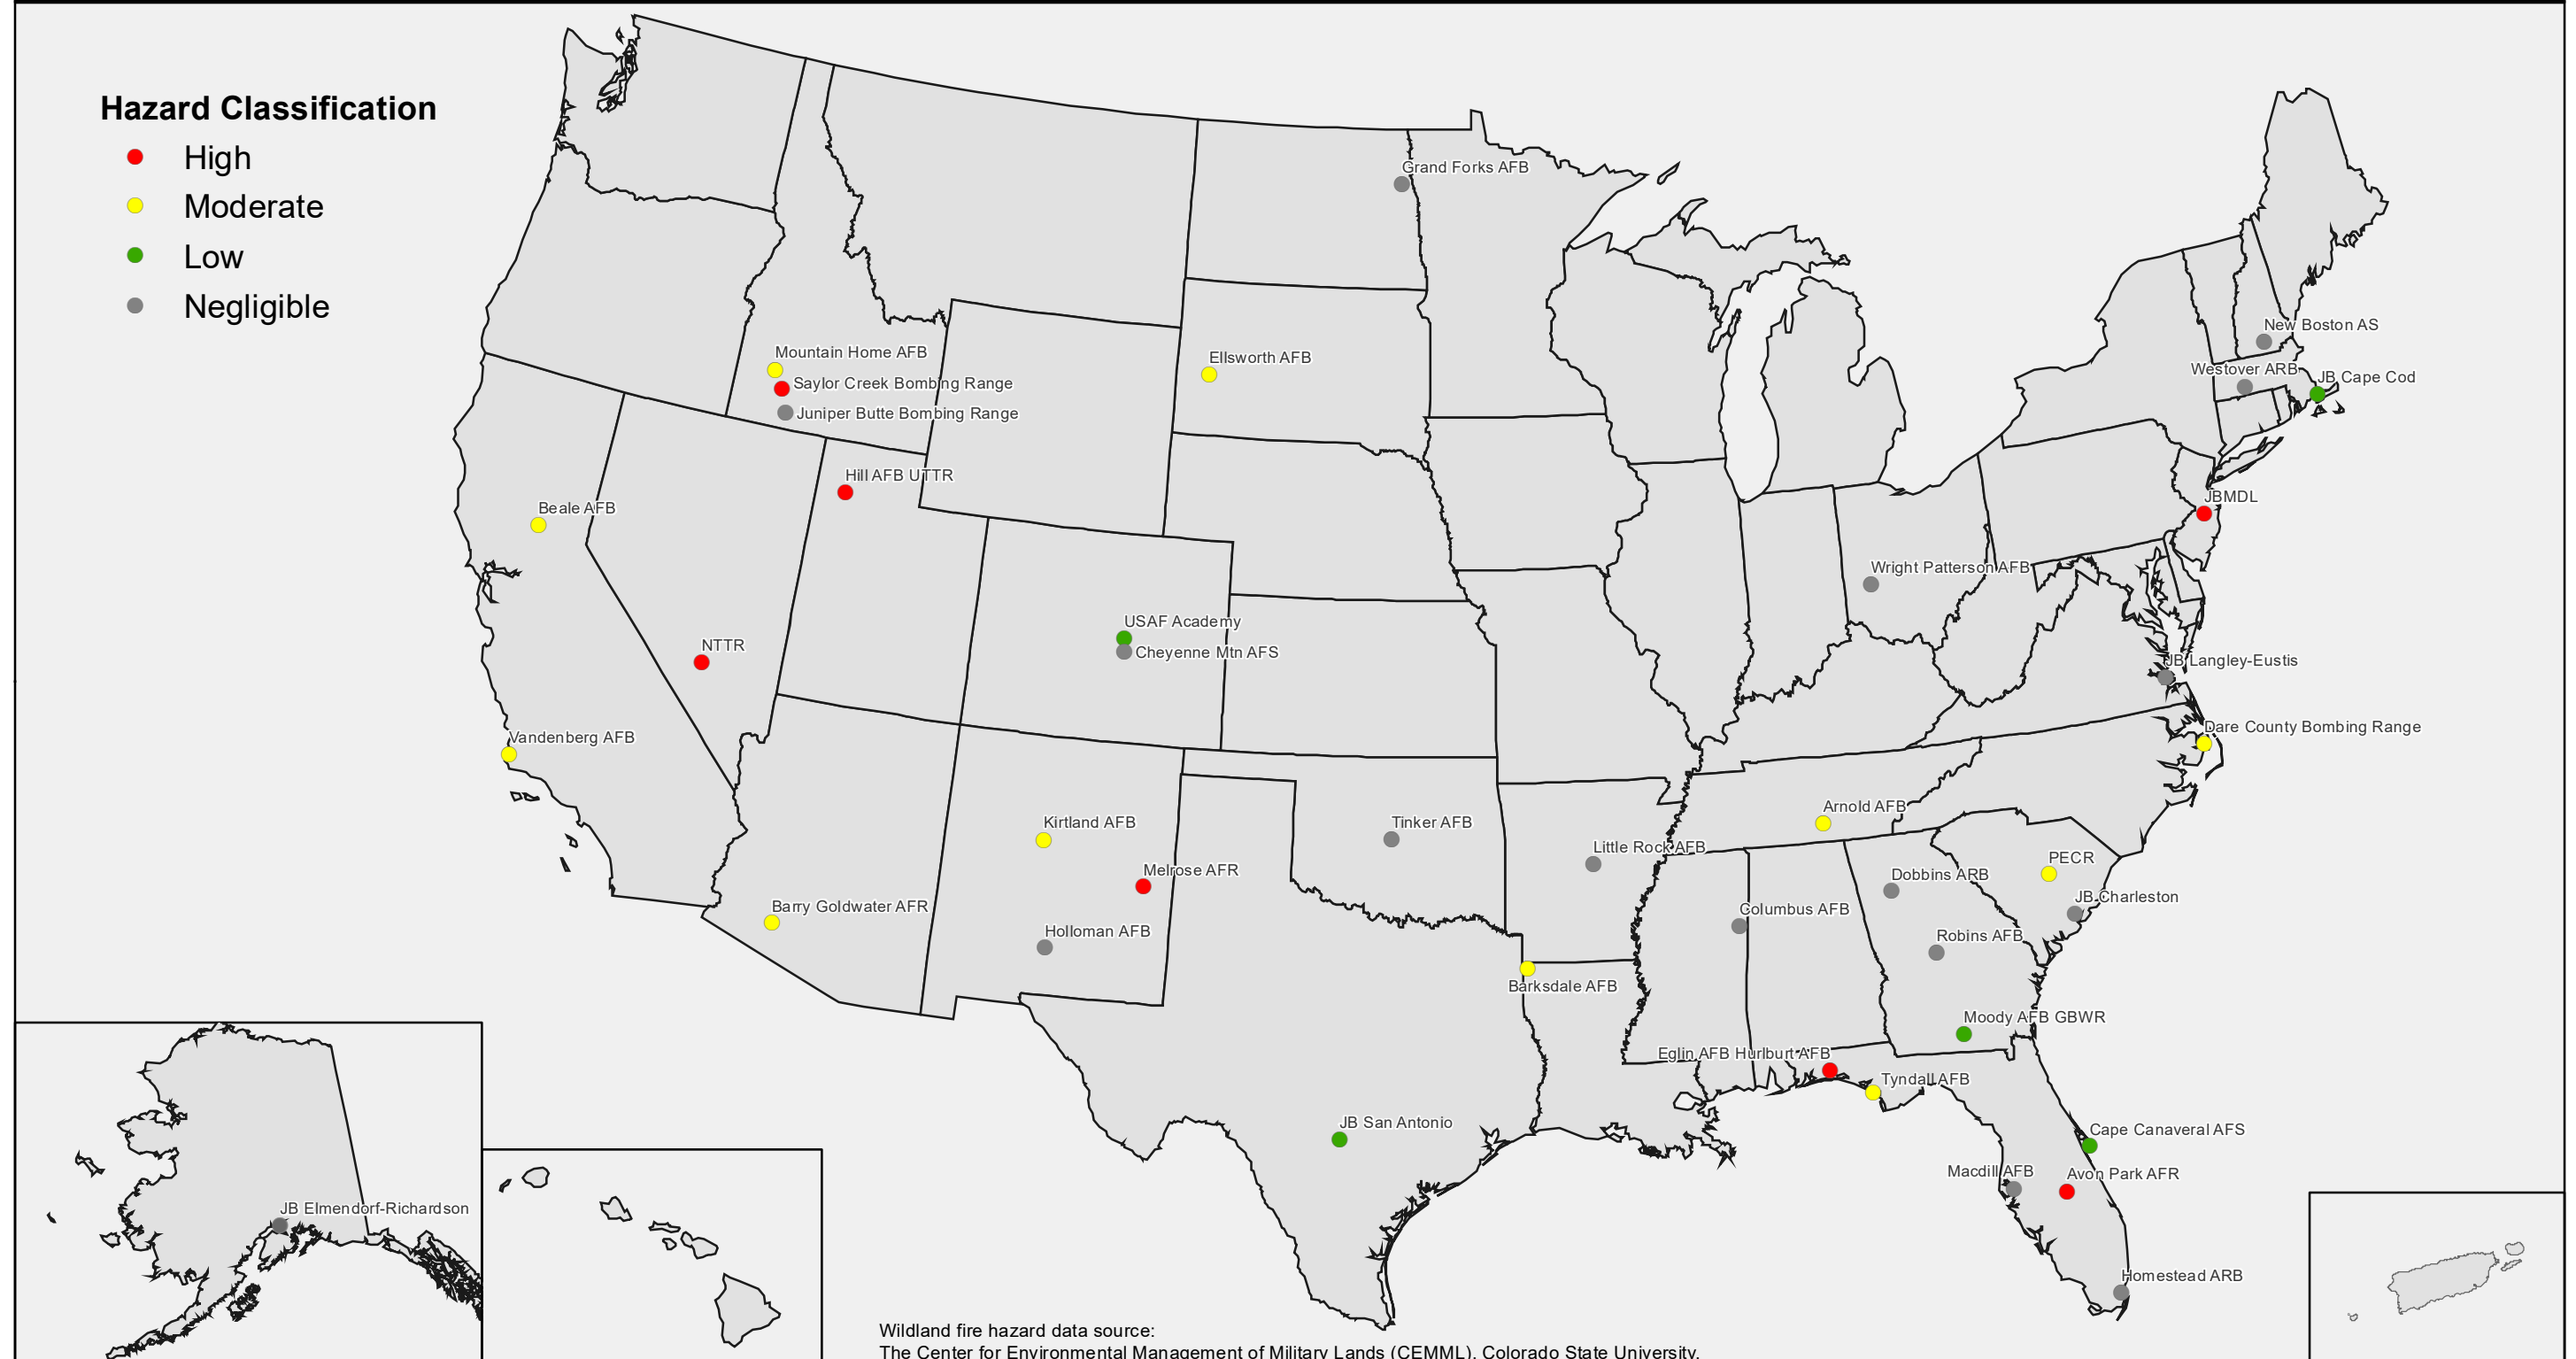 Hazard Classification
High
Moderate
Low
Negligible
Grand Forks AFB
New Boston AS
Mountain Home AFB
Ellsworth AFB
Westover ARB
JB Cape Cod
Saylor Creek Bombing Range
Juniper Butte Bombing Range
Hill AFB UTTR
JBMDL
Beale AFB
Wright Patterson AFB
USAF Academy
NTTR
Cheyenne Mtn AFS
JB Langley-Eustis
Dare County Bombing Range
Vandenberg AFB
Arnold AFB
Kirtland AFB
Tinker AFB
Little Rock AFB
PECR
Melrose AFR
Dobbins ARB
JB Charleston
Barry Goldwater AFR
Columbus AFB
Holloman AFB
Robins AFB
Barksdale AFB
Moody AFB GBWR
Eglin AFB Hurlburt AFB
Tyndall AFB
JB San Antonio
Cape Canaveral AFS
Macdill AFB
Avon Park AFR
JB Elmendorf-Richardson
Homestead ARB
Wildland fire hazard data source:
The Center for Environmental Management of Military Lands (CEMML), Colorado State University.